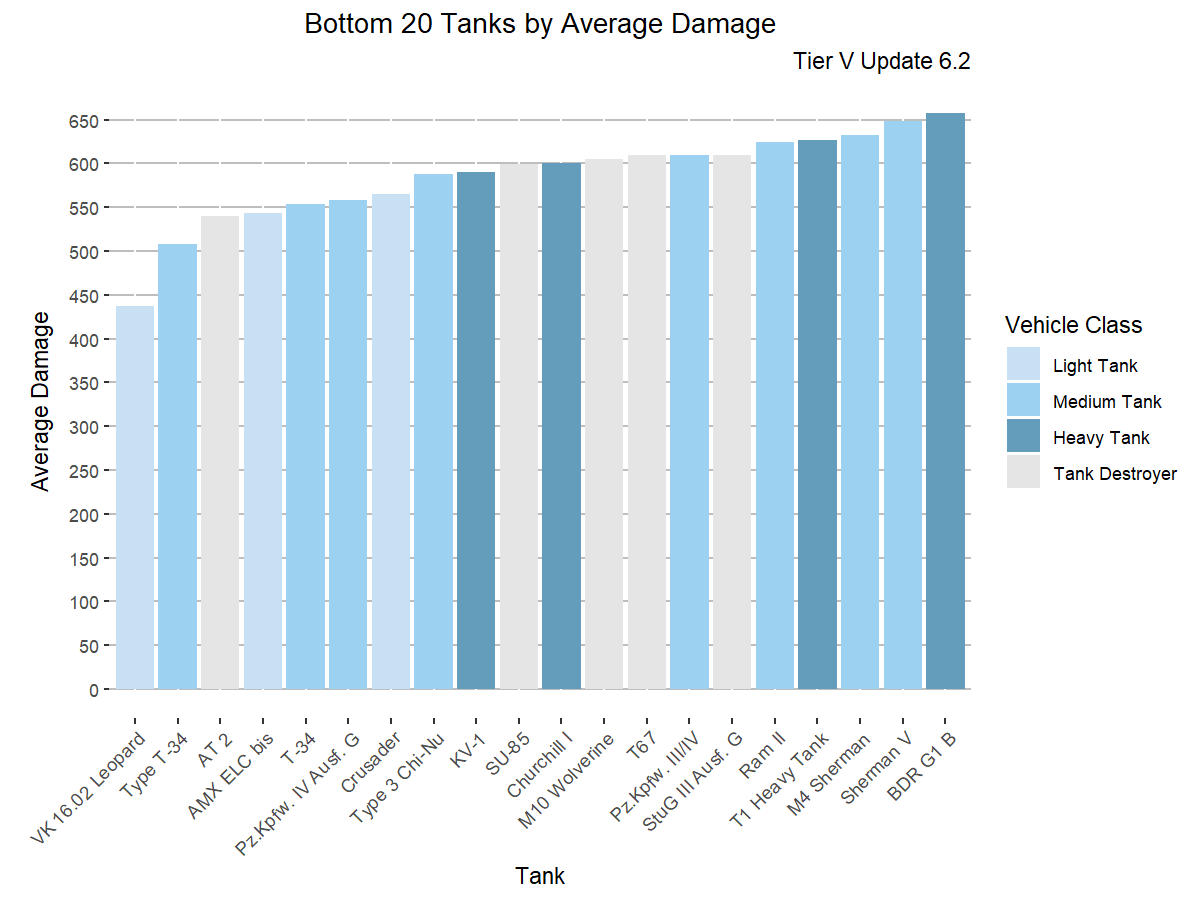 Bottom 20 Tanks by Average Damage
Tier V Update 6.2
Average Damage
650
600
550
500
450
400
350
300
250
200
150
100
50
0
VK 16.02 Leopard
Type T-34
AT 2
AMX ELC bis
T-34
Pz.Kpfw. IV Ausf. G
Crusader
Type 3 Chi-Nu
KV-1
SU-85
Churchill I
M10 Wolverine
T67
Pz.Kpfw. III/IV
StuG III Ausf. G
Ram II
T1 Heavy Tank
M4 Sherman
Sherman V
BDR G1 B
Tank
Vehicle Class
Light Tank
Medium Tank
Heavy Tank
Tank Destroyer